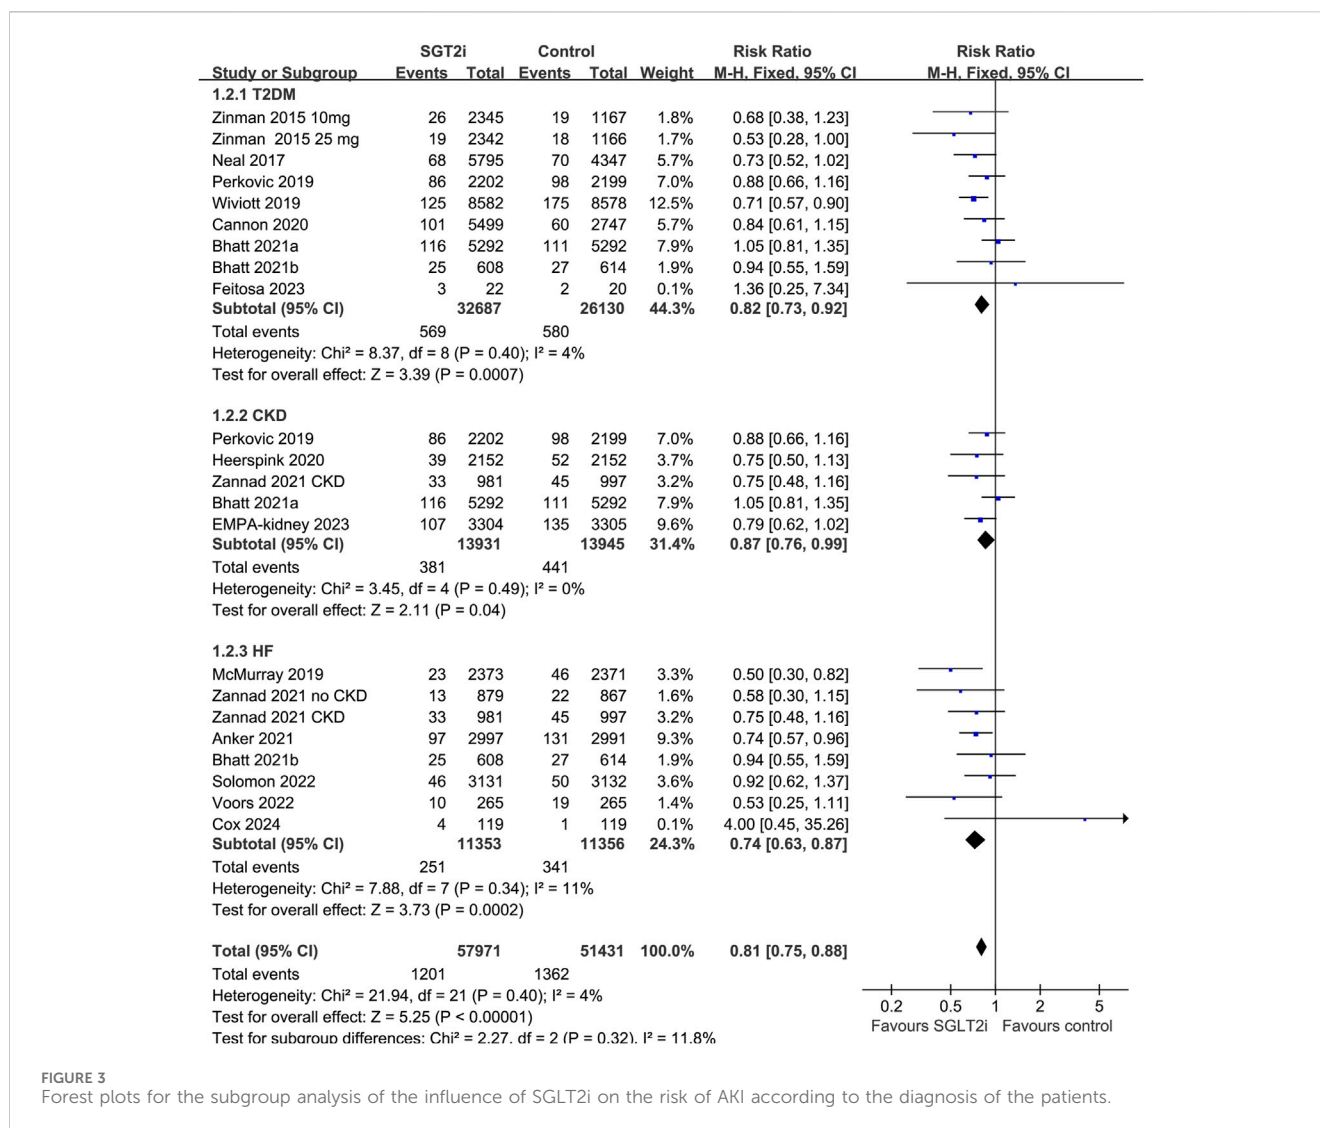 SGT2i Control Risk Ratio Risk Ratio
Study or Subgroup Events Total Events Total Weight M-H, Fixed, 95% CI M-H, Fixed, 95% CI
1.2.1 T2DM
Zinman 2015 10mg 26 2345 19 1167 1.8% 0.68 [0.38, 1.23]
Zinman 2015 25 mg 19 2342 18 1166 1.7% 0.53 [0.28, 1.00]
Neal 2017 68 5795 70 4347 5.7% 0.73 [0.52, 1.02]
Perkovic 2019 86 2202 98 2199 7.0% 0.88 [0.66, 1.16]
Wiviott 2019 125 8582 175 8578 12.5% 0.71 [0.57, 0.90]
Cannon 2020 101 5499 60 2747 5.7% 0.84 [0.61, 1.15]
Bhatt 2021a 116 5292 111 5292 7.9% 1.05 [0.81, 1.35]
Bhatt 2021b 25 608 27 614 1.9% 0.94 [0.55, 1.59]
Feitosa 2023 3 22 2 20 0.1% 1.36 [0.25, 7.34]
Subtotal (95% CI) 32687 26130 44.3% 0.82 [0.73, 0.92]
Total events 569 580
Heterogeneity: Chi² = 8.37, df = 8 (P = 0.40); I² = 4%
Test for overall effect: Z = 3.39 (P = 0.0007)
1.2.2 CKD
Perkovic 2019 86 2202 98 2199 7.0% 0.88 [0.66, 1.16]
Heerspink 2020 39 2152 52 2152 3.7% 0.75 [0.50, 1.13]
Zannad 2021 CKD 33 981 45 997 3.2% 0.75 [0.48, 1.16]
Bhatt 2021a 116 5292 111 5292 7.9% 1.05 [0.81, 1.35]
EMPA-kidney 2023 107 3304 135 3305 9.6% 0.79 [0.62, 1.02]
Subtotal (95% CI) 13931 13945 31.4% 0.87 [0.76, 0.99]
Total events 381 441
Heterogeneity: Chi² = 3.45, df = 4 (P = 0.49); I² = 0%
Test for overall effect: Z = 2.11 (P = 0.04)
1.2.3 HF
McMurray 2019 23 2373 46 2371 3.3% 0.50 [0.30, 0.82]
Zannad 2021 no CKD 13 879 22 867 1.6% 0.58 [0.30, 1.15]
Zannad 2021 CKD 33 981 45 997 3.2% 0.75 [0.48, 1.16]
Anker 2021 97 2997 131 2991 9.3% 0.74 [0.57, 0.96]
Bhatt 2021b 25 608 27 614 1.9% 0.94 [0.55, 1.59]
Solomon 2022 46 3131 50 3132 3.6% 0.92 [0.62, 1.37]
Voors 2022 10 265 19 265 1.4% 0.53 [0.25, 1.11]
Cox 2024 4 119 1 119 0.1% 4.00 [0.45, 35.26]
Subtotal (95% CI) 11353 11356 24.3% 0.74 [0.63, 0.87]
Total events 251 341
Heterogeneity: Chi² = 7.88, df = 7 (P = 0.34); I² = 11%
Test for overall effect: Z = 3.73 (P = 0.0002)
Total (95% CI) 57971 51431 100.0% 0.81 [0.75, 0.88]
Total events 1201 1362
Heterogeneity: Chi² = 21.94, df = 21 (P = 0.40); I² = 4%
Test for overall effect: Z = 5.25 (P < 0.00001)
Test for subgroup differences: Chi² = 2.27, df = 2 (P = 0.32), I² = 11.8%
0.2 0.5 1 2 5
Favours SGLT2i Favours control
FIGURE 3
Forest plots for the subgroup analysis of the influence of SGLT2i on the risk of AKI according to the diagnosis of the patients.